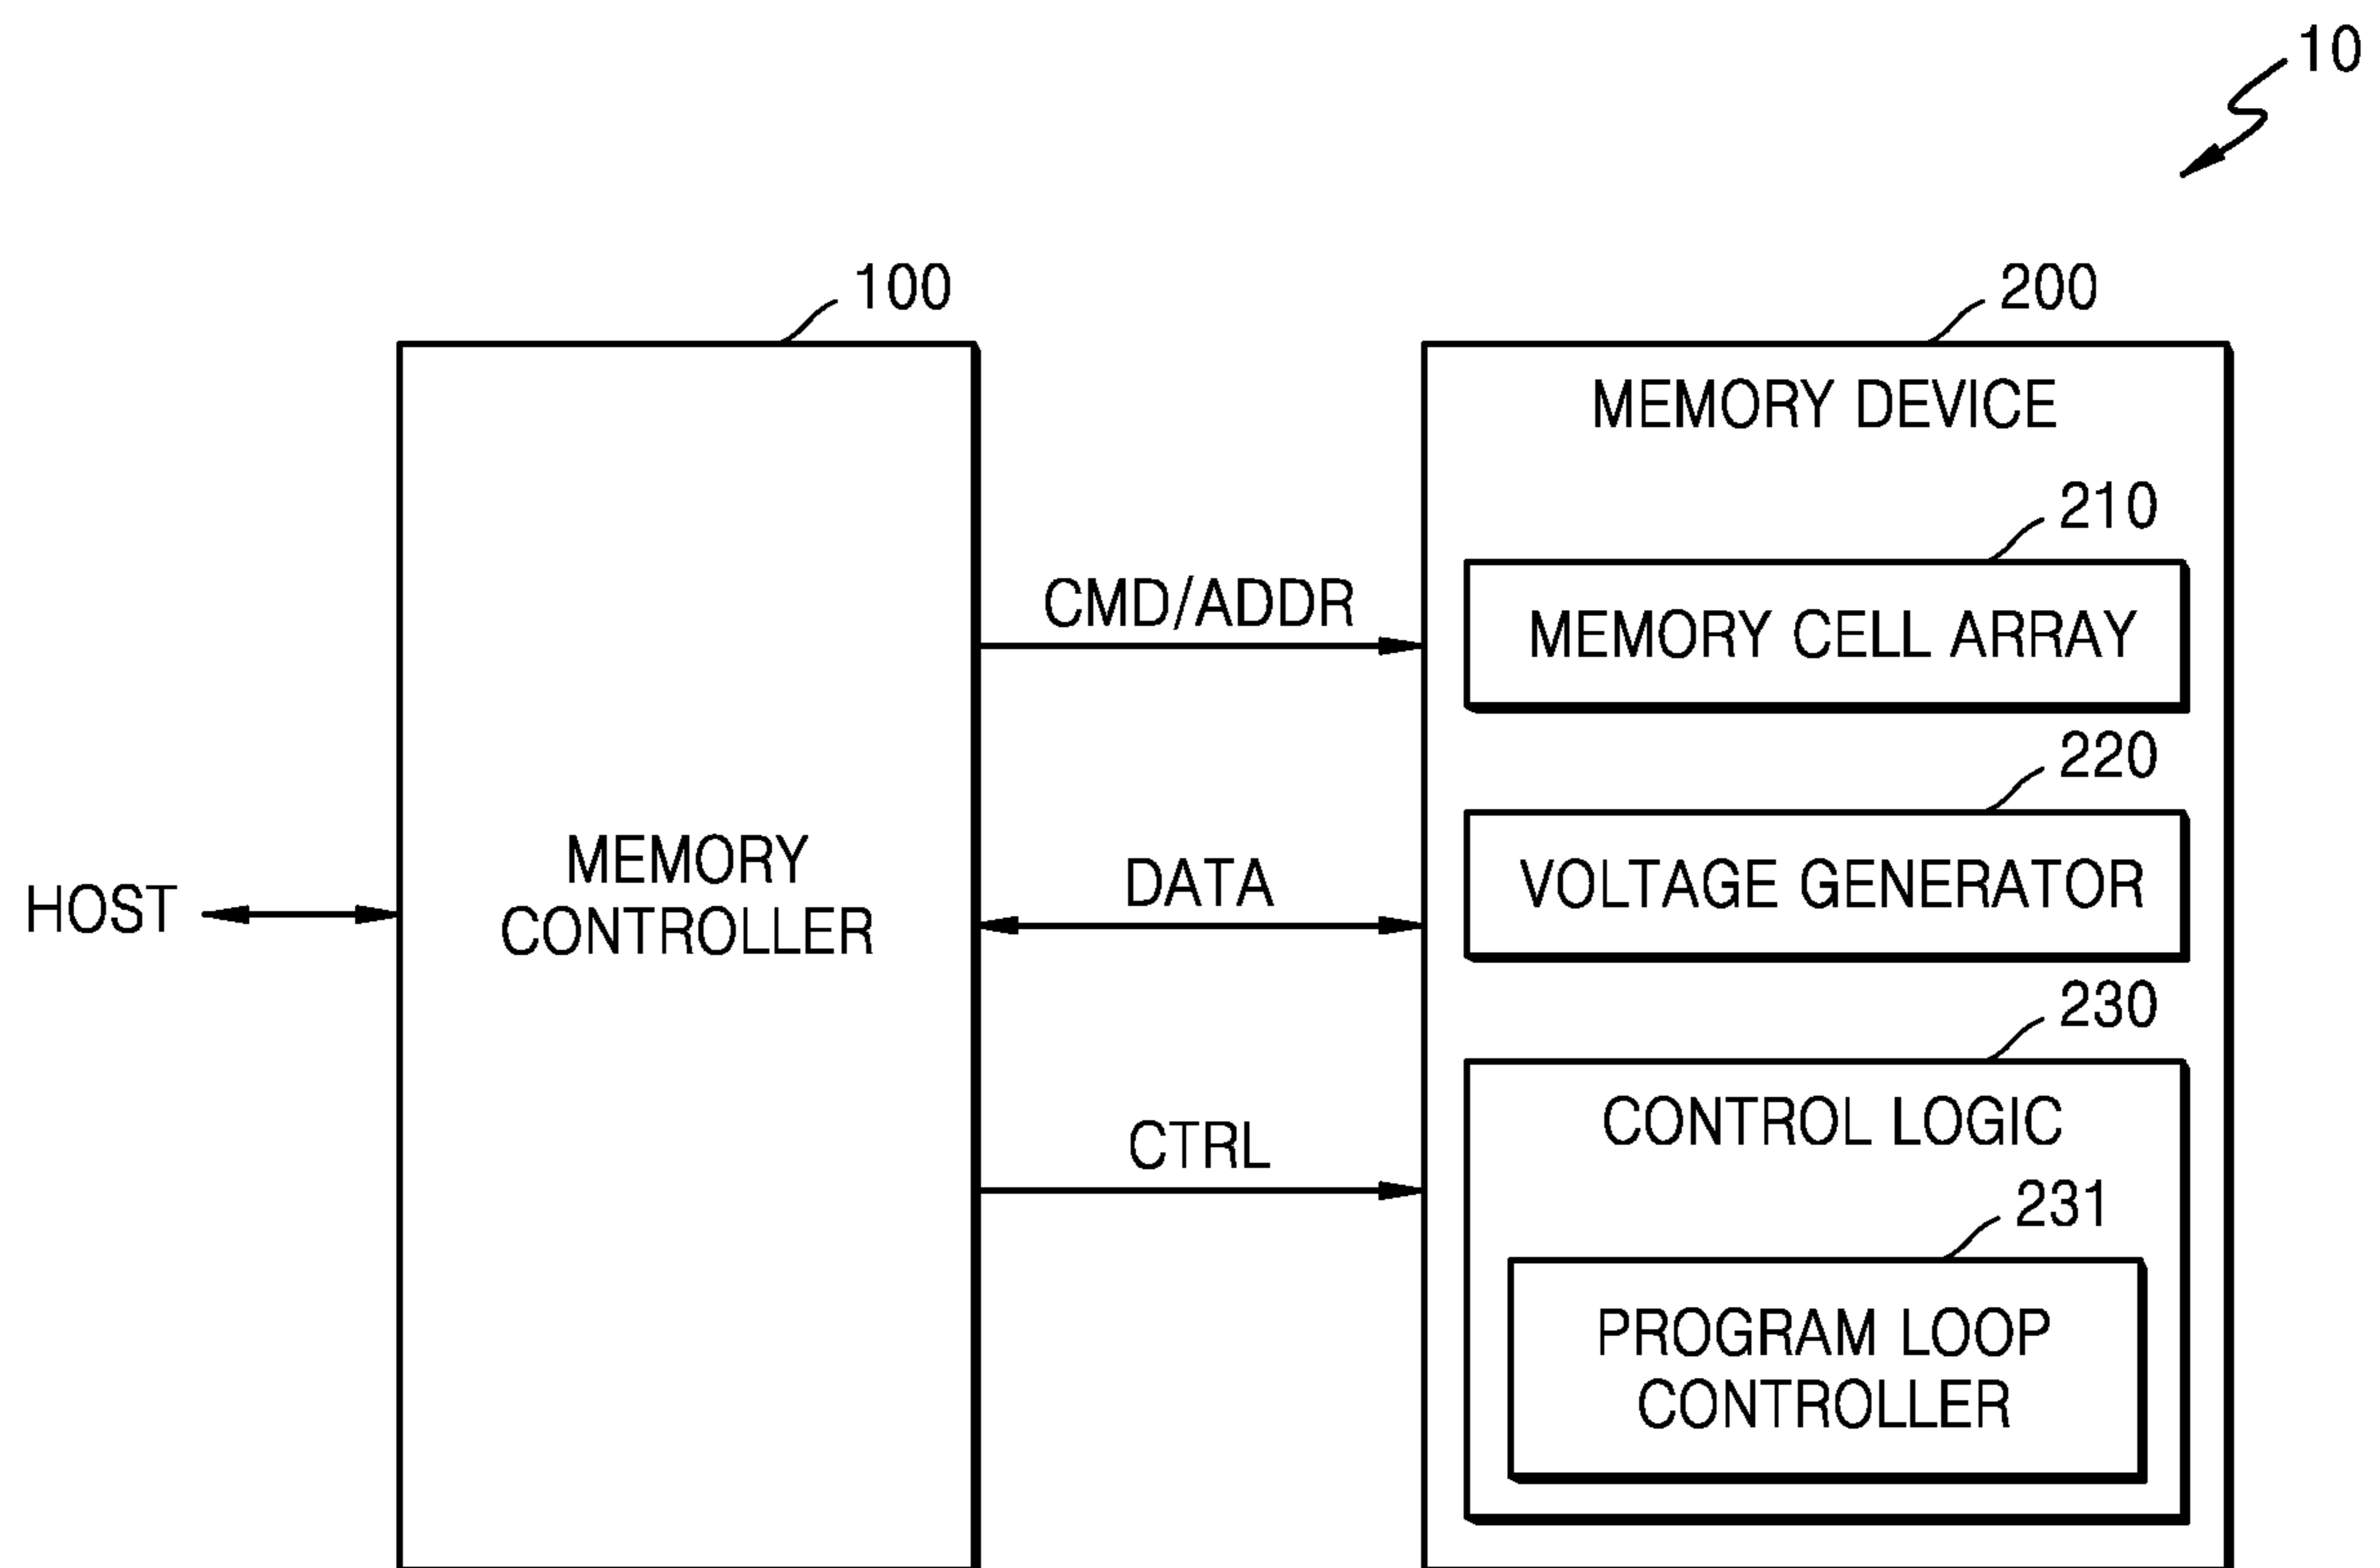 10
100
200
MEMORY DEVICE
210
CMD/ADDR
MEMORY CELL ARRAY
220
HOST
MEMORY
CONTROLLER
DATA
VOLTAGE GENERATOR
230
CONTROL LOGIC
CTRL
231
PROGRAM LOOP
CONTROLLER